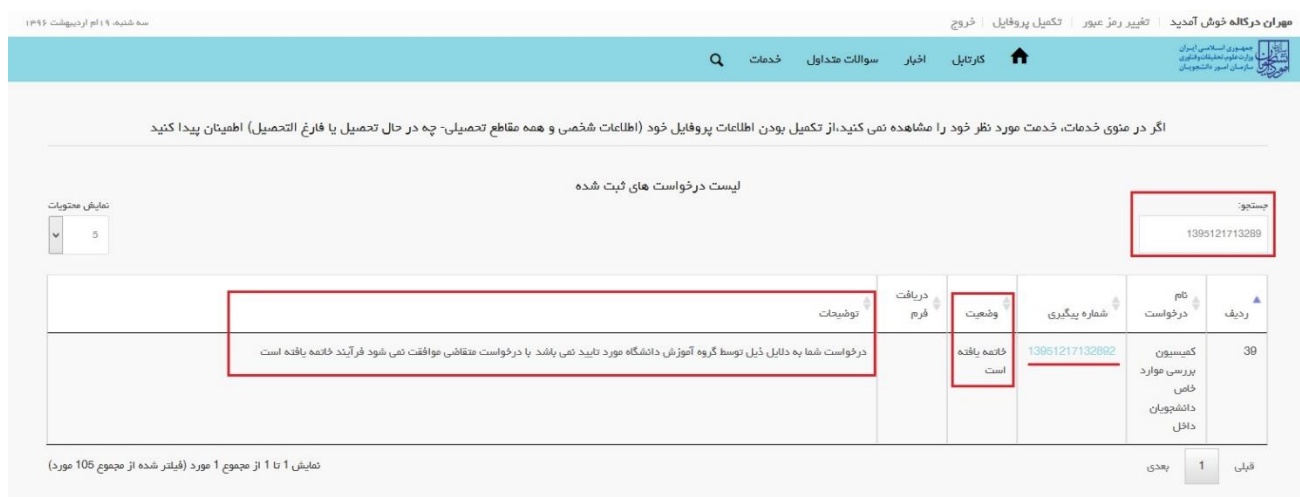 مهران درکاله خوش آمدید | تغییر رمز عبور | تکمیل پروفایل | خروج
سه شنبه، ۱۹ام اردیبهشت ۱۳۹۶
جمهوری اسلامی ایران
وزارت علوم، تحقیقات و فناوری
سازمان امور دانشجویان
کارتابل اخبار سوالات متداول خدمات
اگر در منوی خدمات، خدمت مورد نظر خود را مشاهده نمی کنید،از تکمیل بودن اطلاعات پروفایل خود (اطلاعات شخصی و همه مقاطع تحصیلی- چه در حال تحصیل یا فارغ التحصیل) اطمینان پیدا کنید
لیست درخواست های ثبت شده
جستجو:
1395121713289
نمایش محتویات
5
ردیف
نام
درخواست
شماره پیگیری
وضعیت
دریافت
فرم
توضیحات
39
کمیسیون
بررسی موارد
خاص
دانشجویان
داخل
13951217132892
خاتمه یافته
است
درخواست شما به دلایل ذیل توسط گروه آموزش دانشگاه مورد تایید نمی باشد با درخواست متقاضی موافقت نمی شود فرآیند خاتمه یافته است
قبلی 1 بعدی
نمایش 1 تا 1 از مجموع 1 مورد (فیلتر شده از مجموع 105 مورد)